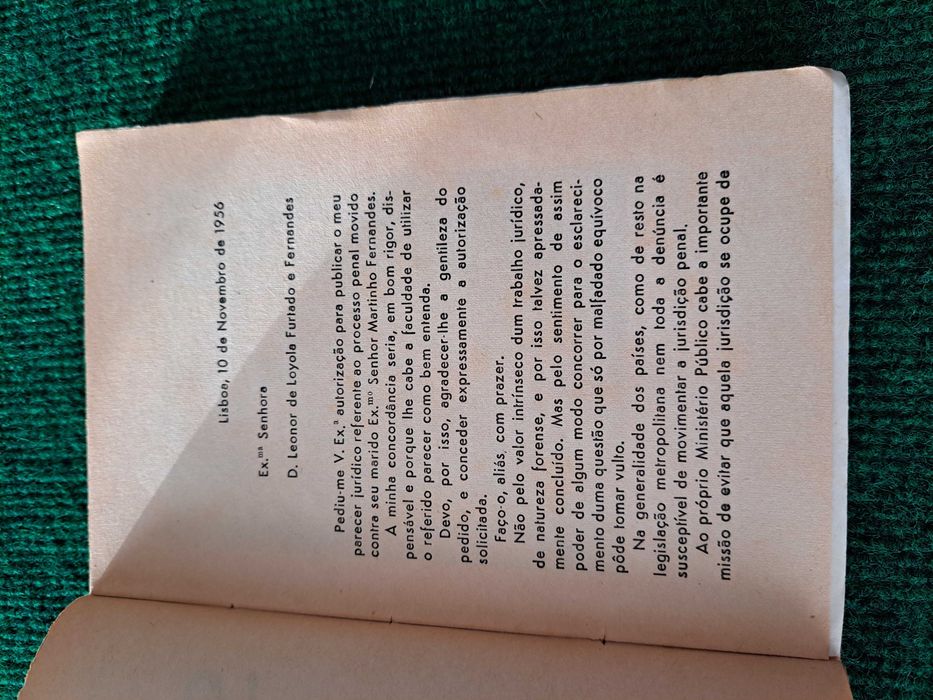 Lisboa, 10 de Novembro de 1956
Ex.ᵐᵃ Senhora
D. Leonor de Loyola Furtado e Fernandes
Pediu-me V. Ex.ª autorização para publicar o meu
parecer jurídico referente ao processo penal movido
contra seu marido Ex.ᵐᵒ Senhor Martinho Fernandes.
A minha concordância seria, em bom rigor, dis-
pensável e porque lhe cabe a faculdade de utilizar
o referido parecer como bem entenda.
Devo, por isso, agradecer-lhe a gentileza do
pedido, e conceder expressamente a autorização
solicitada.
Faço-o, aliás, com prazer.
Não pelo valor intrínseco dum trabalho jurídico,
de natureza forense, e por isso talvez apressada-
mente concluído. Mas pelo sentimento de assim
poder de algum modo concorrer para o esclareci-
mento duma questão que só por malfadado equívoco
pôde tomar vulto.
Na generalidade dos países, como de resto na
legislação metropoliana nem toda a denúncia é
susceptível de movimentar a jurisdição penal.
Ao próprio Ministério Público cabe a importante
missão de evitar que aquela jurisdição se ocupe de